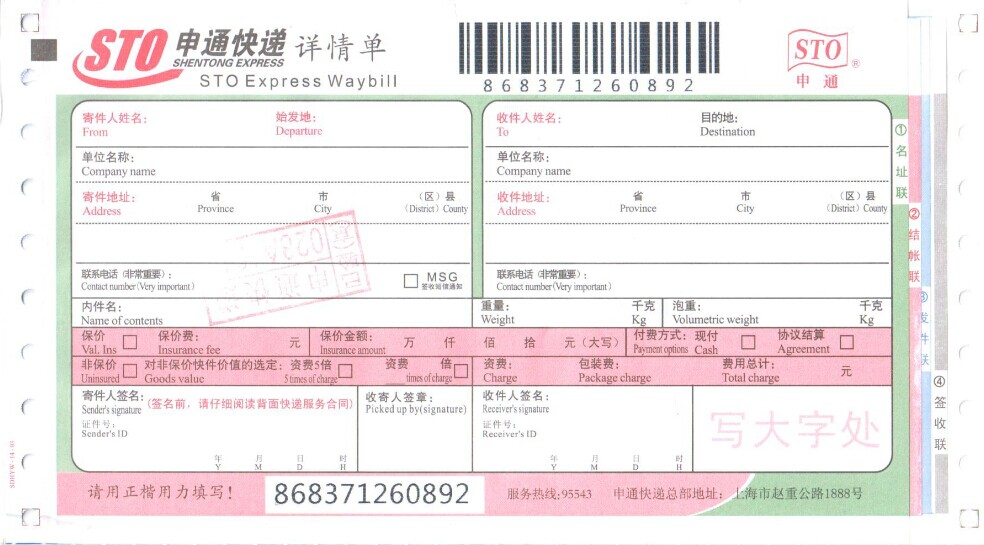 STO 申通快递 详情单
SHENTONG EXPRESS
STO Express Waybill
868371260892
STO ®
申通
寄件人姓名： 始发地：
From Departure
单位名称：
Company name
寄件地址： 省 市 （区）县
Address Province City (District) County
联系电话（非常重要）：
Contact number(Very important)
MSG
签收短信通知
收件人姓名： 目的地：
To Destination
单位名称：
Company name
收件地址： 省 市 （区）县
Address Province City (District) County
联系电话（非常重要）：
Contact number(Very important)
内件名：
Name of contents
重量： 千克
Weight Kg
泡重： 千克
Volumetric weight Kg
保价 保价费： 元 保价金额： 万 仟 佰 拾 元（大写） 付费方式：现付 协议结算
Val. Ins Insurance fee Insurance amount Payment options Cash Agreement
非保价 对非保价快件价值的选定：资费5倍 资费 倍 资费： 包装费： 费用总计： 元
Uninsured Goods value 5 times of charge ___times of charge Charge Package charge Total charge
寄件人签名：（签名前，请仔细阅读背面快递服务合同）
Sender's signature
证件号：
Sender's ID
年 月 日 时
Y M D H
收寄人签章：
Picked up by(signature)
收件人签名：
Receiver's signature
证件号：
Receiver's ID
年 月 日 时
Y M D H
写大字处
请用正楷用力填写！ 868371260892 服务热线：95543 申通快递总部地址：上海市赵重公路1888号
①名址联
②结帐联
③发件联
④签收联